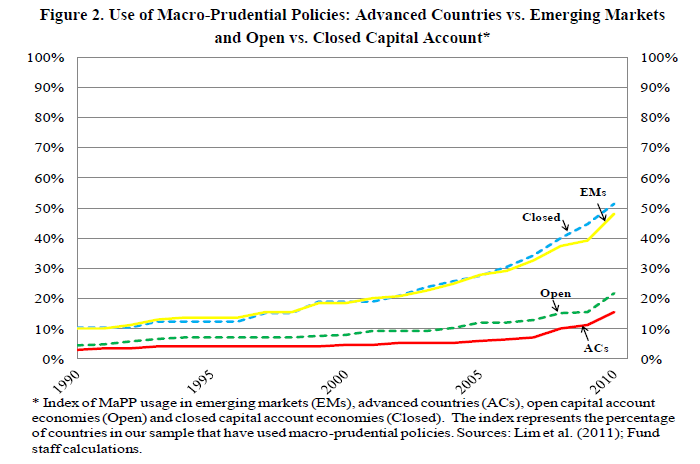 Figure 2. Use of Macro-Prudential Policies: Advanced Countries vs. Emerging Markets
and Open vs. Closed Capital Account*
100% 100%
90% 90%
80% 80%
70% 70%
60% 60%
EMs
50% 50%
Closed
40% 40%
30% 30%
Open
20% 20%
10% 10%
ACs
0% 0%
1990 1995 2000 2005 2010
* Index of MaPP usage in emerging markets (EMs), advanced countries (ACs), open capital account
economies (Open) and closed capital account economies (Closed). The index represents the percentage
of countries in our sample that have used macro-prudential policies. Sources: Lim et al. (2011); Fund
staff calculations.